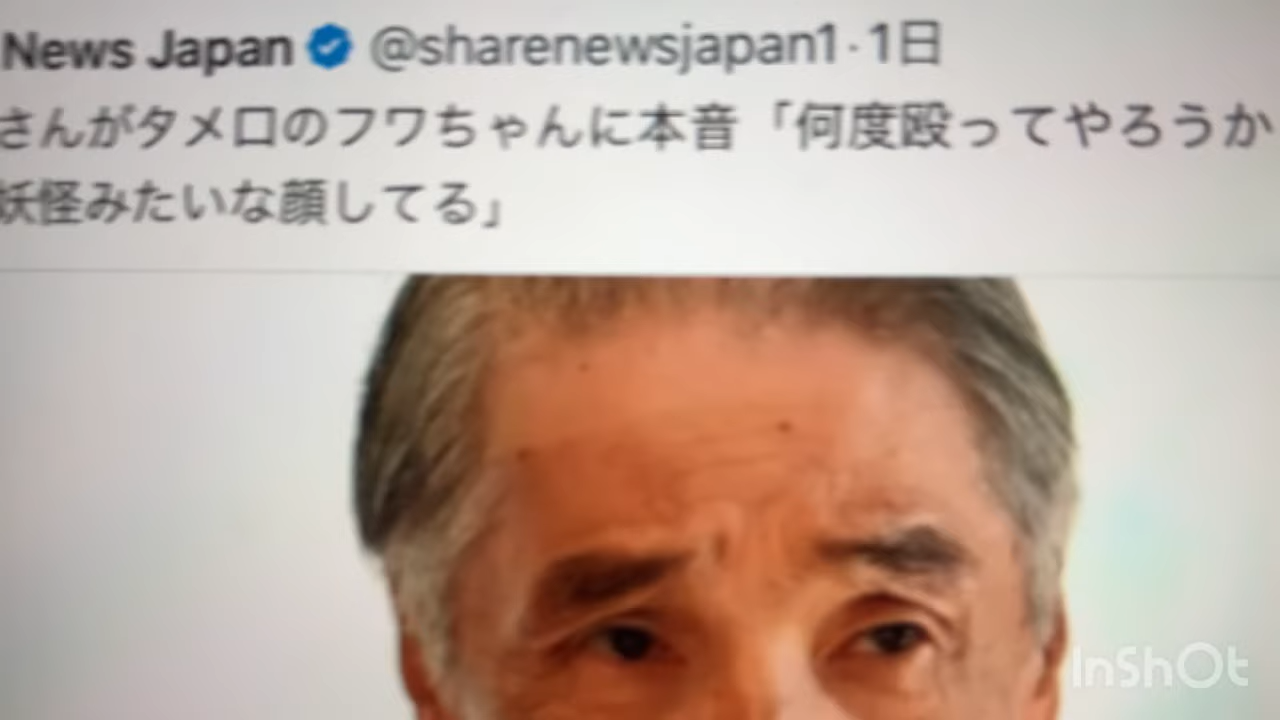 News Japan @sharenewsjapan1·1日
さんがタメ口のフワちゃんに本音「何度殴ってやろうか
妖怪みたいな顔してる」
InShOt